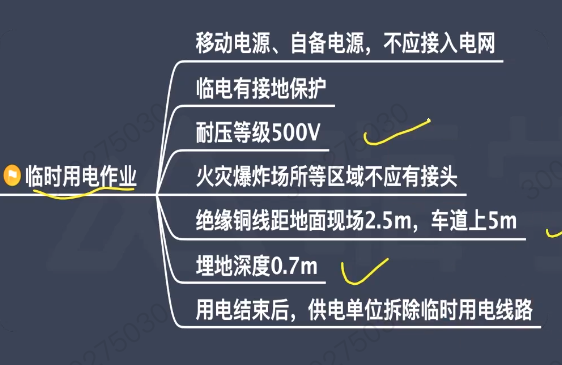 移动电源、自备电源，不应接入电网
临电有接地保护
耐压等级500V
临时用电作业
火灾爆炸场所等区域不应有接头
绝缘铜线距地面现场2.5m，车道上5m
埋地深度0.7m
用电结束后，供电单位拆除临时用电线路